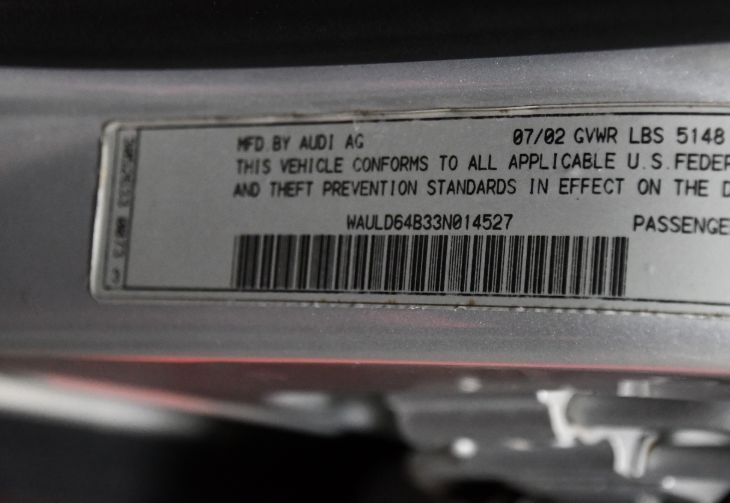 MFD BY AUDI AG 07/02 GVWR LBS 5148
THIS VEHICLE CONFORMS TO ALL APPLICABLE U.S.FEDER
AND THEFT PREVENTION STANDARDS IN EFFECT ON THE D
WAULD64B33N014527 PASSENGE